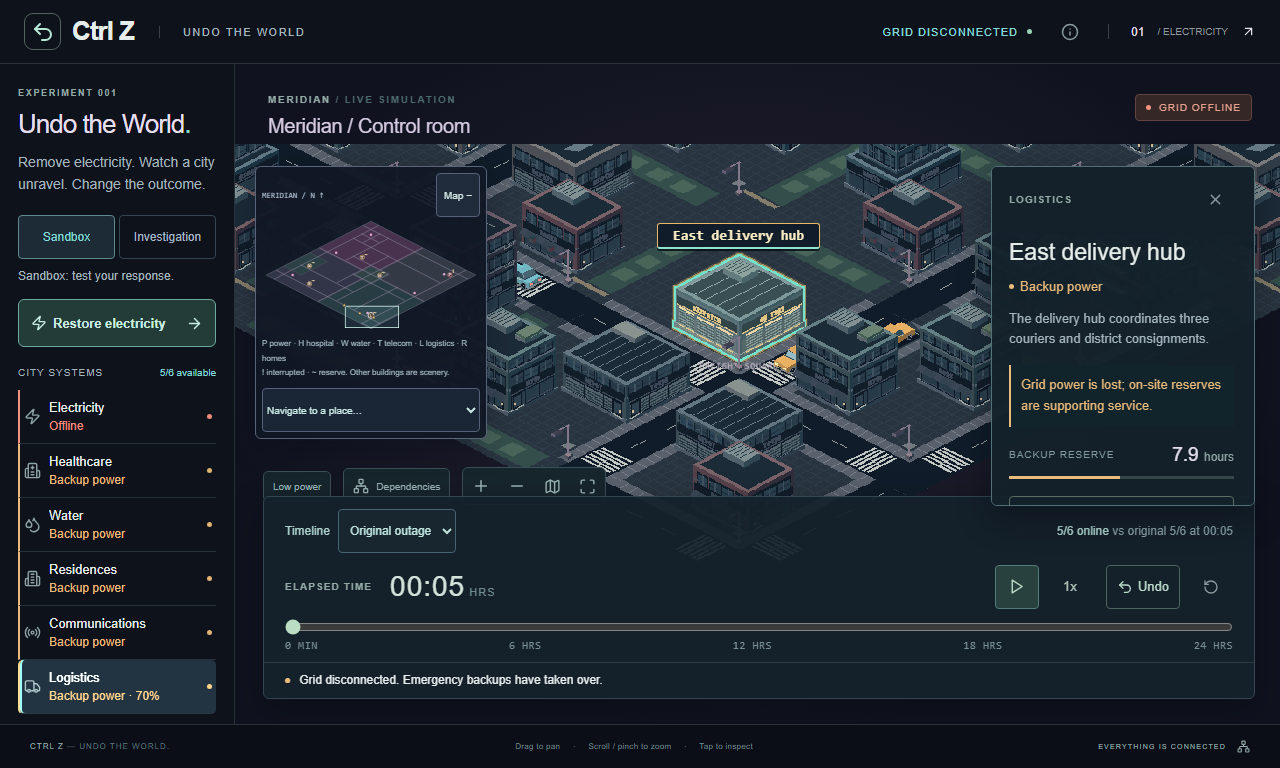 Ctrl Z
UNDO THE WORLD
GRID DISCONNECTED
01 / ELECTRICITY
EXPERIMENT 001
Undo the World.
Remove electricity. Watch a city
unravel. Change the outcome.
Sandbox
Investigation
Sandbox: test your response.
Restore electricity
CITY SYSTEMS
5/6 available
Electricity
Offline
Healthcare
Backup power
Water
Backup power
Residences
Backup power
Communications
Backup power
Logistics
Backup power · 70%
MERIDIAN / LIVE SIMULATION
Meridian / Control room
GRID OFFLINE
MERIDIAN / N ↑
Map −
P power · H hospital · W water · T telecom · L logistics · R
homes
! interrupted · ~ reserve. Other buildings are scenery.
Navigate to a place...
East delivery hub
LOGISTICS
East delivery hub
Backup power
The delivery hub coordinates three
couriers and district consignments.
Grid power is lost; on-site reserves
are supporting service.
BACKUP RESERVE
7.9 hours
Low power
Dependencies
Timeline
Original outage
5/6 online vs original 5/6 at 00:05
ELAPSED TIME
00:05 HRS
1x
Undo
0 MIN
6 HRS
12 HRS
18 HRS
24 HRS
Grid disconnected. Emergency backups have taken over.
CTRL Z — UNDO THE WORLD.
Drag to pan · Scroll / pinch to zoom · Tap to inspect
EVERYTHING IS CONNECTED